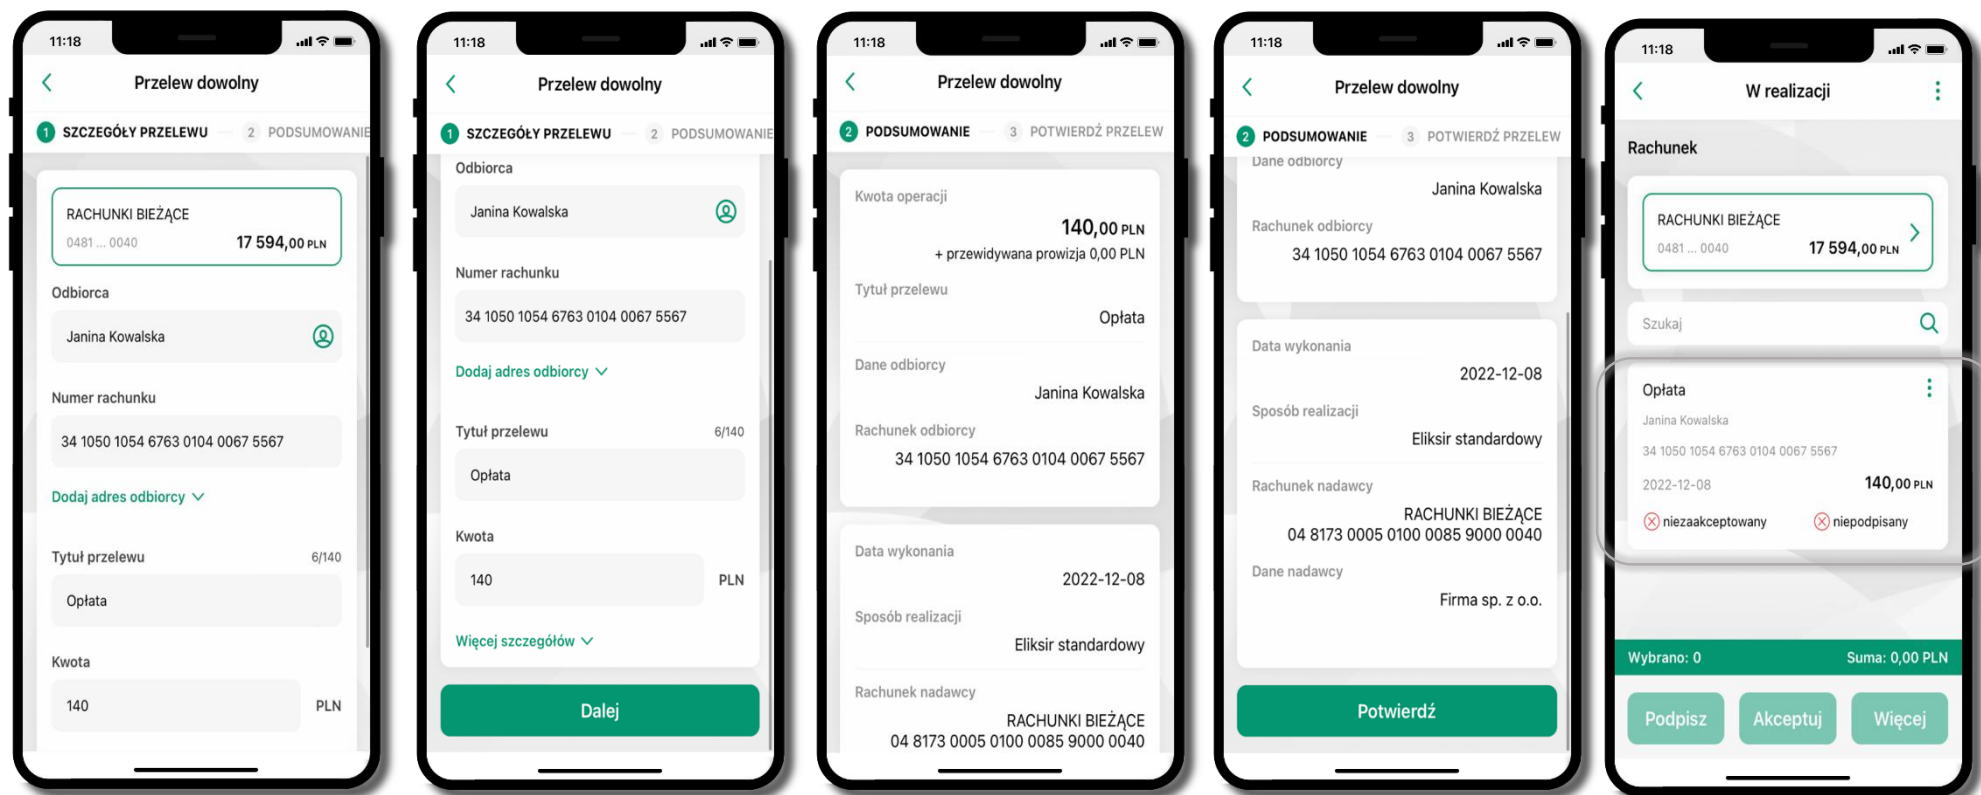 11:18
Przelew dowolny
1 SZCZEGÓŁY PRZELEWU 2 PODSUMOWANIE
RACHUNKI BIEŻĄCE
0481 ... 0040 17 594,00 PLN
Odbiorca
Janina Kowalska
Numer rachunku
34 1050 1054 6763 0104 0067 5567
Dodaj adres odbiorcy
Tytuł przelewu 6/140
Opłata
Kwota
140 PLN
11:18
Przelew dowolny
1 SZCZEGÓŁY PRZELEWU 2 PODSUMOWANIE
Odbiorca
Janina Kowalska
Numer rachunku
34 1050 1054 6763 0104 0067 5567
Dodaj adres odbiorcy
Tytuł przelewu 6/140
Opłata
Kwota
140 PLN
Więcej szczegółów
Dalej
11:18
Przelew dowolny
2 PODSUMOWANIE 3 POTWIERDŹ PRZELEW
Kwota operacji
140,00 PLN
+ przewidywana prowizja 0,00 PLN
Tytuł przelewu
Opłata
Dane odbiorcy
Janina Kowalska
Rachunek odbiorcy
34 1050 1054 6763 0104 0067 5567
Data wykonania
2022-12-08
Sposób realizacji
Eliksir standardowy
Rachunek nadawcy
RACHUNKI BIEŻĄCE
04 8173 0005 0100 0085 9000 0040
11:18
Przelew dowolny
2 PODSUMOWANIE 3 POTWIERDŹ PRZELEW
Dane odbiorcy
Janina Kowalska
Rachunek odbiorcy
34 1050 1054 6763 0104 0067 5567
Data wykonania
2022-12-08
Sposób realizacji
Eliksir standardowy
Rachunek nadawcy
RACHUNKI BIEŻĄCE
04 8173 0005 0100 0085 9000 0040
Dane nadawcy
Firma sp. z o.o.
Potwierdź
11:18
W realizacji
Rachunek
RACHUNKI BIEŻĄCE
0481 ... 0040 17 594,00 PLN
Szukaj
Opłata
Janina Kowalska
34 1050 1054 6763 0104 0067 5567
2022-12-08 140,00 PLN
niezaakceptowany niepodpisany
Wybrano: 0 Suma: 0,00 PLN
Podpisz Akceptuj Więcej